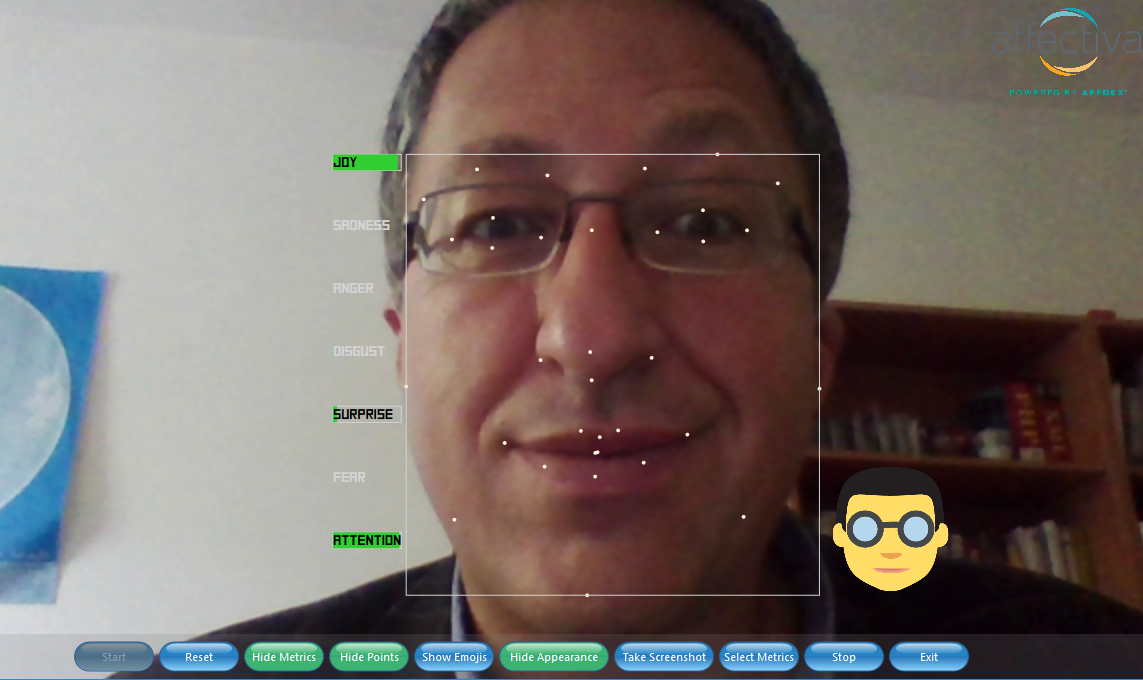 affectiva
POWERED BY AFFDEX
JOY
SADNESS
ANGER
DISGUST
SURPRISE
FEAR
ATTENTION
Start
Reset
Hide Metrics
Hide Points
Show Emojis
Hide Appearance
Take Screenshot
Select Metrics
Stop
Exit